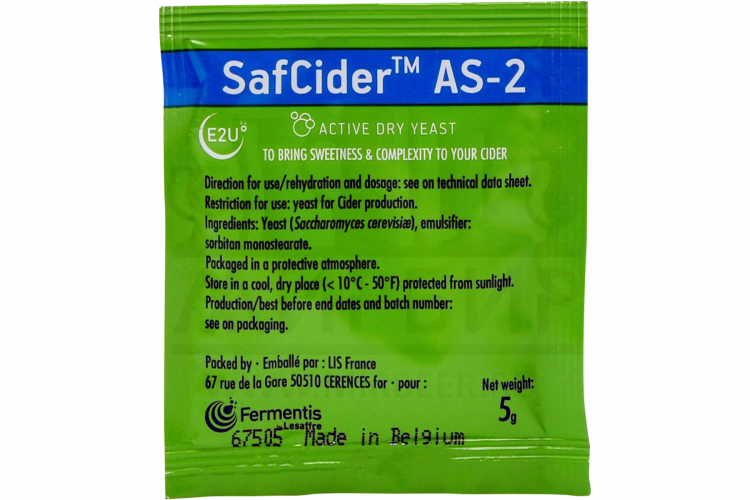 SafCider™ AS-2
E2U
ACTIVE DRY YEAST
TO BRING SWEETNESS & COMPLEXITY TO YOUR CIDER
Direction for use/rehydration and dosage: see on technical data sheet.
Restriction for use: yeast for Cider production.
Ingredients: Yeast (Saccharomyces cerevisiæ), emulsifier:
sorbitan monostearate.
Packaged in a protective atmosphere.
Store in a cool, dry place (< 10°C - 50°F) protected from sunlight.
Production/best before end dates and batch number:
see on packaging.
Packed by · Emballé par : LIS France
67 rue de la Gare 50510 CERENCES for · pour :
Net weight:
5g
Fermentis
by Lesaffre
67505 Made in Belgium